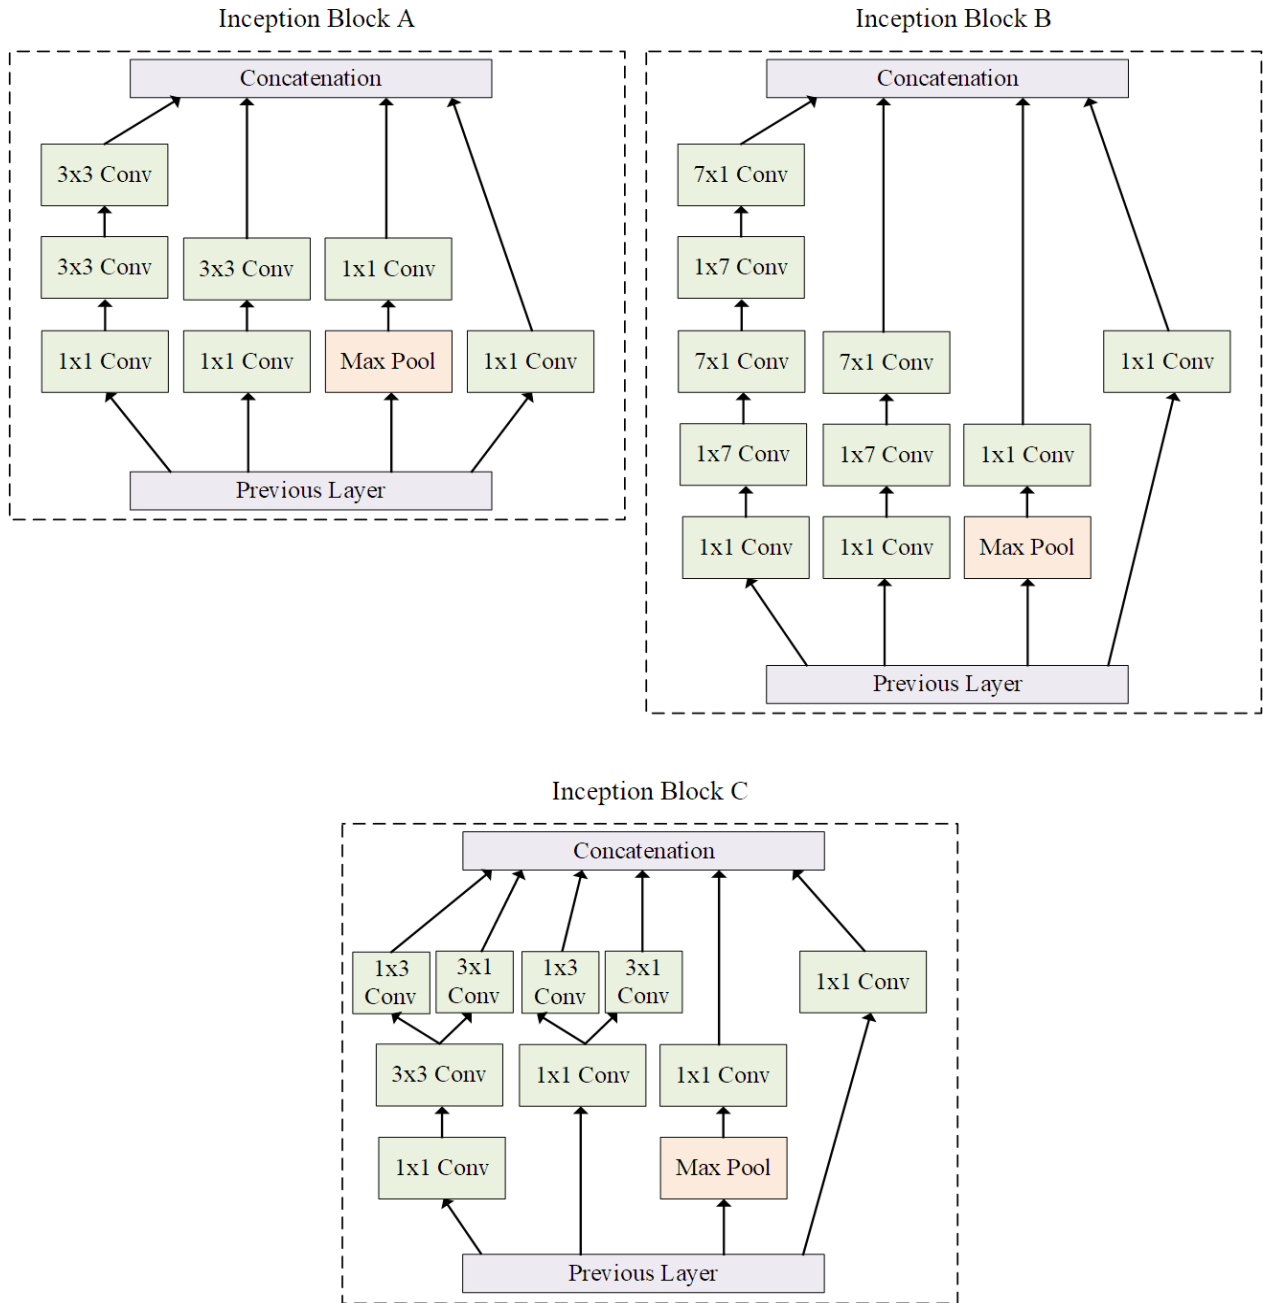 Inception Block A
Concatenation
3x3 Conv
3x3 Conv
3x3 Conv
1x1 Conv
1x1 Conv
1x1 Conv
Max Pool
1x1 Conv
Previous Layer
Inception Block B
Concatenation
7x1 Conv
1x7 Conv
7x1 Conv
7x1 Conv
1x1 Conv
1x7 Conv
1x7 Conv
1x1 Conv
1x1 Conv
1x1 Conv
Max Pool
Previous Layer
Inception Block C
Concatenation
1x3
Conv
3x1
Conv
1x3
Conv
3x1
Conv
1x1 Conv
3x3 Conv
1x1 Conv
1x1 Conv
1x1 Conv
Max Pool
Previous Layer